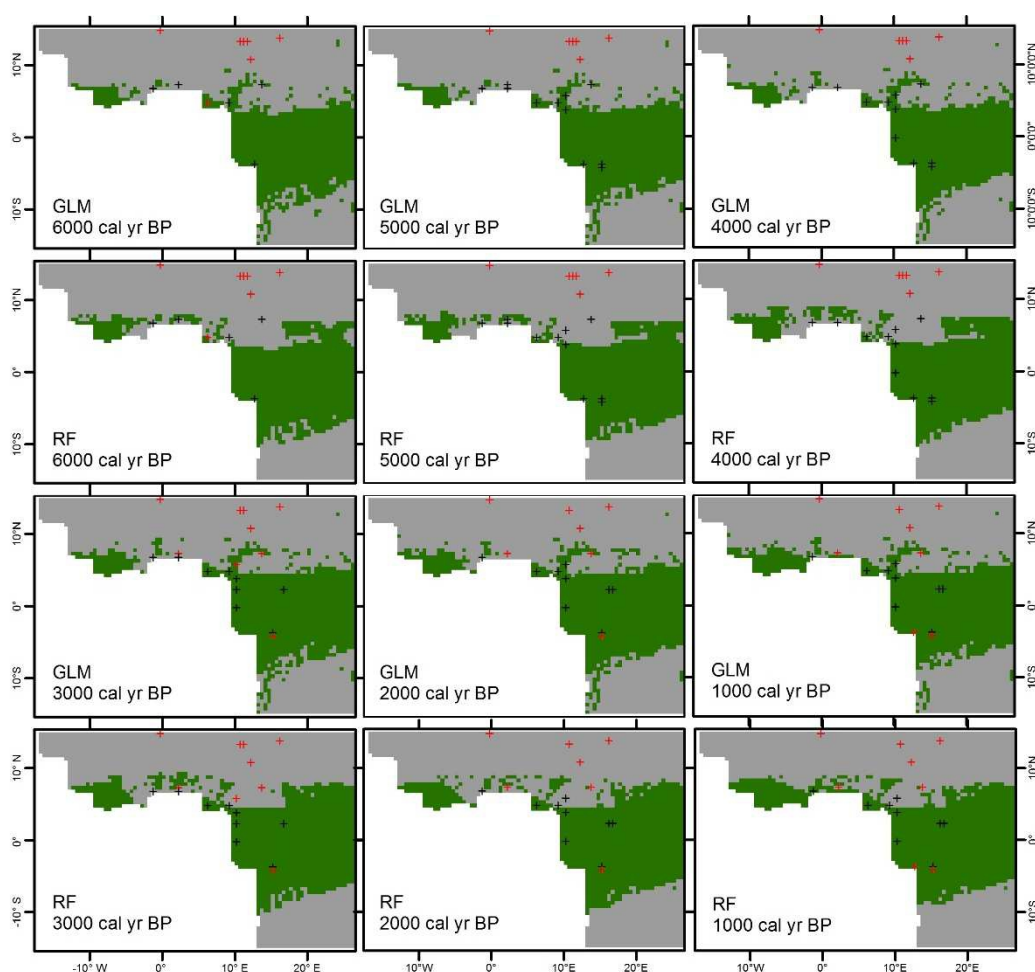 10°N
0°
10°S
GLM
6000 cal yr BP
GLM
5000 cal yr BP
GLM
4000 cal yr BP
10°0'0"N
0°0'0"
10°0'0"S
10°N
0°
10°S
RF
6000 cal yr BP
RF
5000 cal yr BP
RF
4000 cal yr BP
10°N
0°
10°S
10°N
0°
10°S
GLM
3000 cal yr BP
GLM
2000 cal yr BP
GLM
1000 cal yr BP
10°N
0°
10°S
10°N
0°
10°S
RF
3000 cal yr BP
RF
2000 cal yr BP
RF
1000 cal yr BP
10°N
0°
10°S
-10° W 0° 10°E 20°E
10°W 0° 10°E 20°E
10°W 0° 10°E 20°E